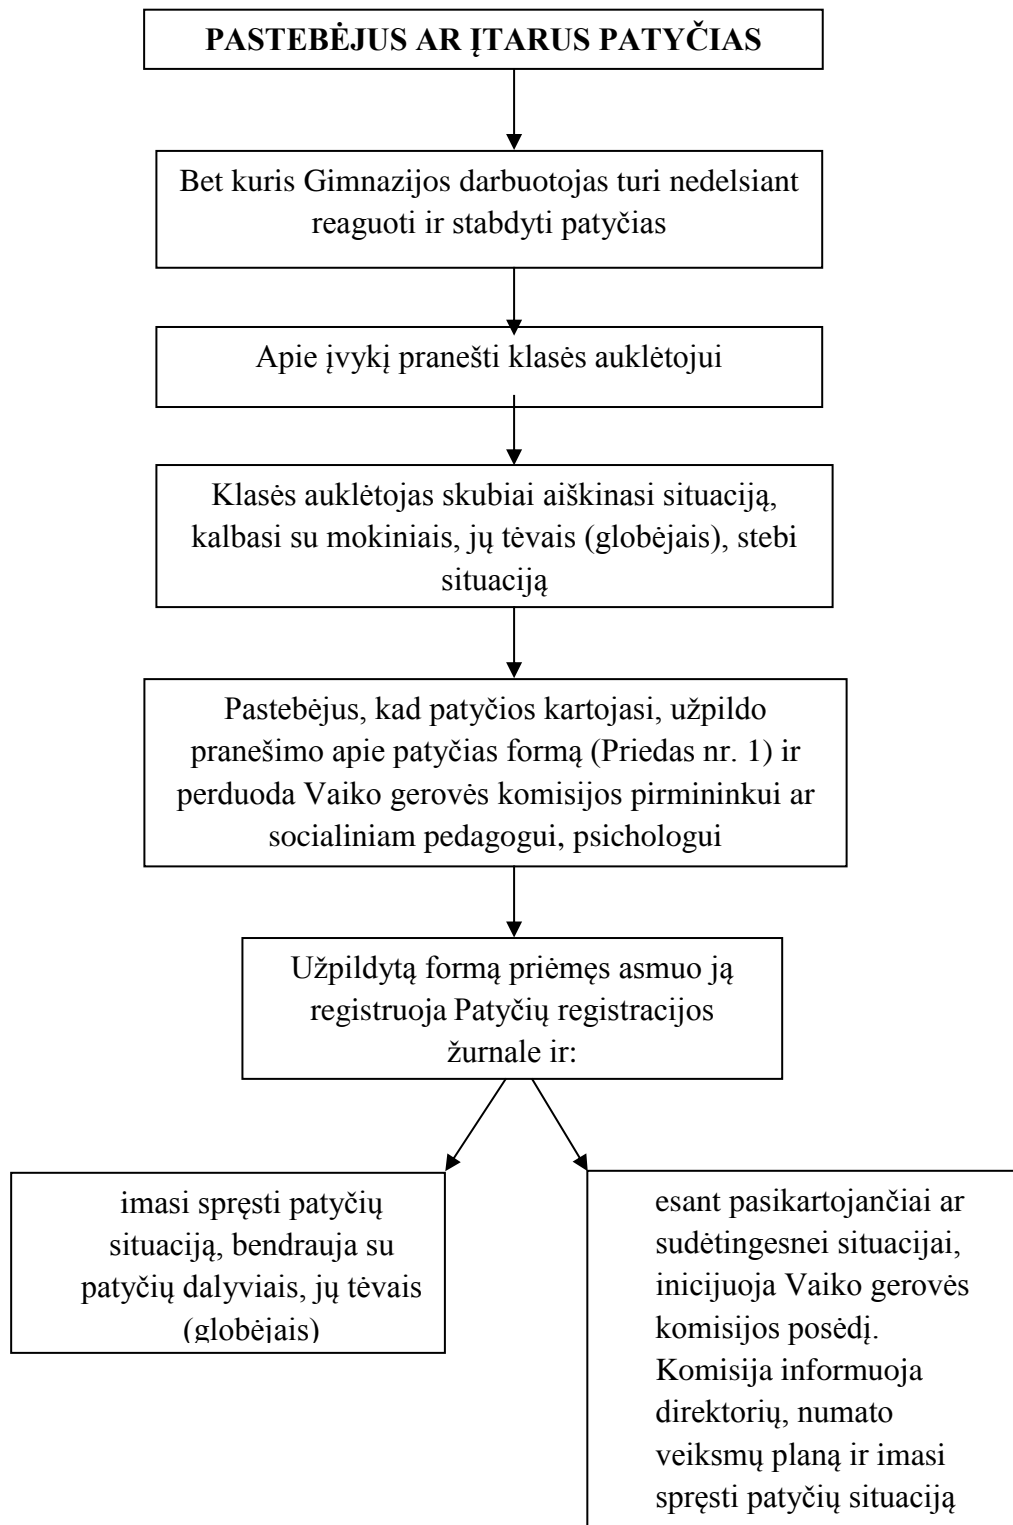 PASTEBĖJUS AR ĮTARUS PATYČIAS
Bet kuris Gimnazijos darbuotojas turi nedelsiant
reaguoti ir stabdyti patyčias
Apie įvykį pranešti klasės auklėtojui
Klasės auklėtojas skubiai aiškinasi situaciją,
kalbasi su mokiniais, jų tėvais (globėjais), stebi
situaciją
Pastebėjus, kad patyčios kartojasi, užpildo
pranešimo apie patyčias formą (Priedas nr. 1) ir
perduoda Vaiko gerovės komisijos pirmininkui ar
socialiniam pedagogui, psichologui
Užpildytą formą priėmęs asmuo ją
registruoja Patyčių registracijos
žurnale ir:
imasi spręsti patyčių
situaciją, bendrauja su
patyčių dalyviais, jų tėvais
(globėjais)
esant pasikartojančiai ar
sudėtingesnei situacijai,
inicijuoja Vaiko gerovės
komisijos posėdį.
Komisija informuoja
direktorių, numato
veiksmų planą ir imasi
spręsti patyčių situaciją